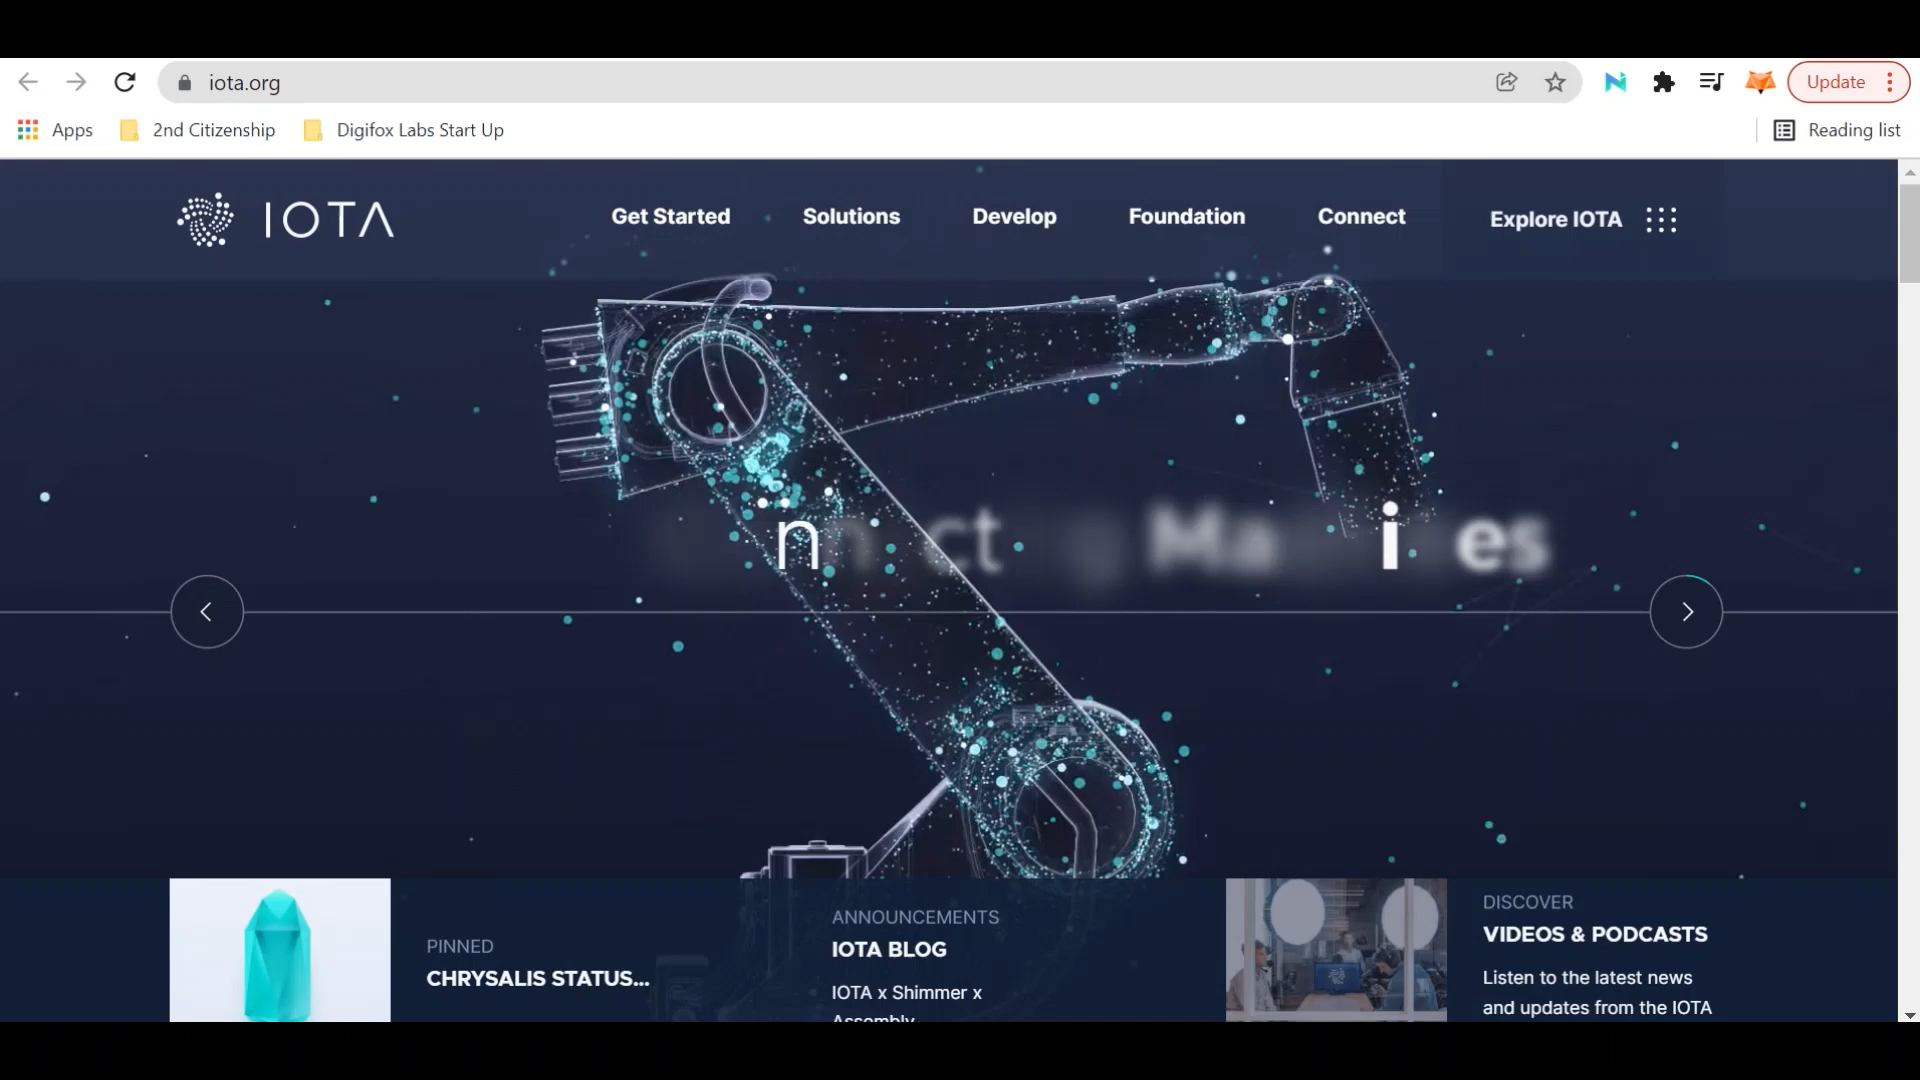 iota.org
Update
Apps
2nd Citizenship
Digifox Labs Start Up
Reading list
IOTA
Get Started
Solutions
Develop
Foundation
Connect
Explore IOTA
PINNED
CHRYSALIS STATUS...
ANNOUNCEMENTS
IOTA BLOG
IOTA x Shimmer x
Assembly
DISCOVER
VIDEOS & PODCASTS
Listen to the latest news
and updates from the IOTA